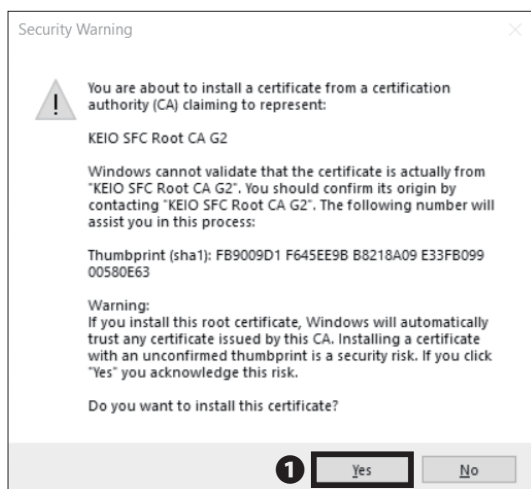 Security Warning
You are about to install a certificate from a certification
authority (CA) claiming to represent:
KEIO SFC Root CA G2
Windows cannot validate that the certificate is actually from
"KEIO SFC Root CA G2". You should confirm its origin by
contacting "KEIO SFC Root CA G2". The following number will
assist you in this process:
Thumbprint (sha1): FB9009D1 F645EE9B B8218A09 E33FB099
00580E63
Warning:
If you install this root certificate, Windows will automatically
trust any certificate issued by this CA. Installing a certificate
with an unconfirmed thumbprint is a security risk. If you click
"Yes" you acknowledge this risk.
Do you want to install this certificate?
❶ Yes No